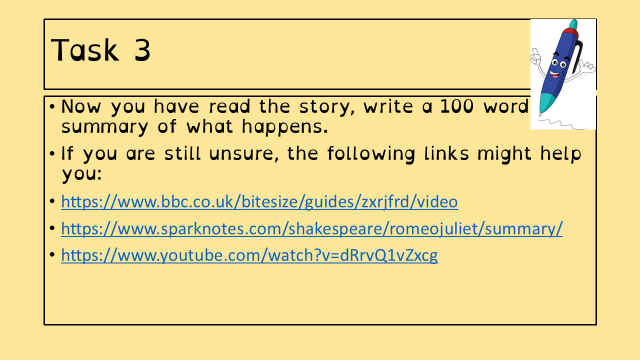 Task 3
• Now you have read the story, write a 100 word
summary of what happens.
• If you are still unsure, the following links might help
you:
• https://www.bbc.co.uk/bitesize/guides/zxrjfrd/video
• https://www.sparknotes.com/shakespeare/romeojuliet/summary/
• https://www.youtube.com/watch?v=dRrvQ1vZxcg